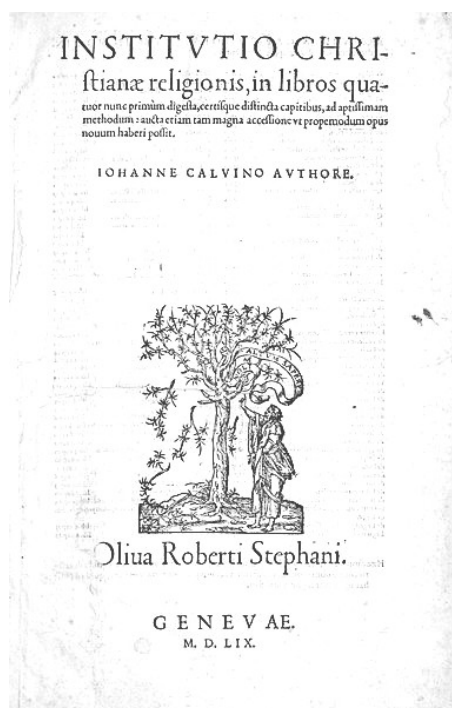 INSTITVTIO CHRI-
ſtianæ religionis, in libros qua-
tuor nunc primùm digeſta, certiſque diſtincta capitibus, ad aptiſſimam
methodum: aucta etiam tam magna acceſſione vt propemodum opus
nouum haberi poſſit.
IOHANNE CALVINO AVTHORE.
Oliua Roberti Stephani.
GENEVAE.
M. D. LIX.